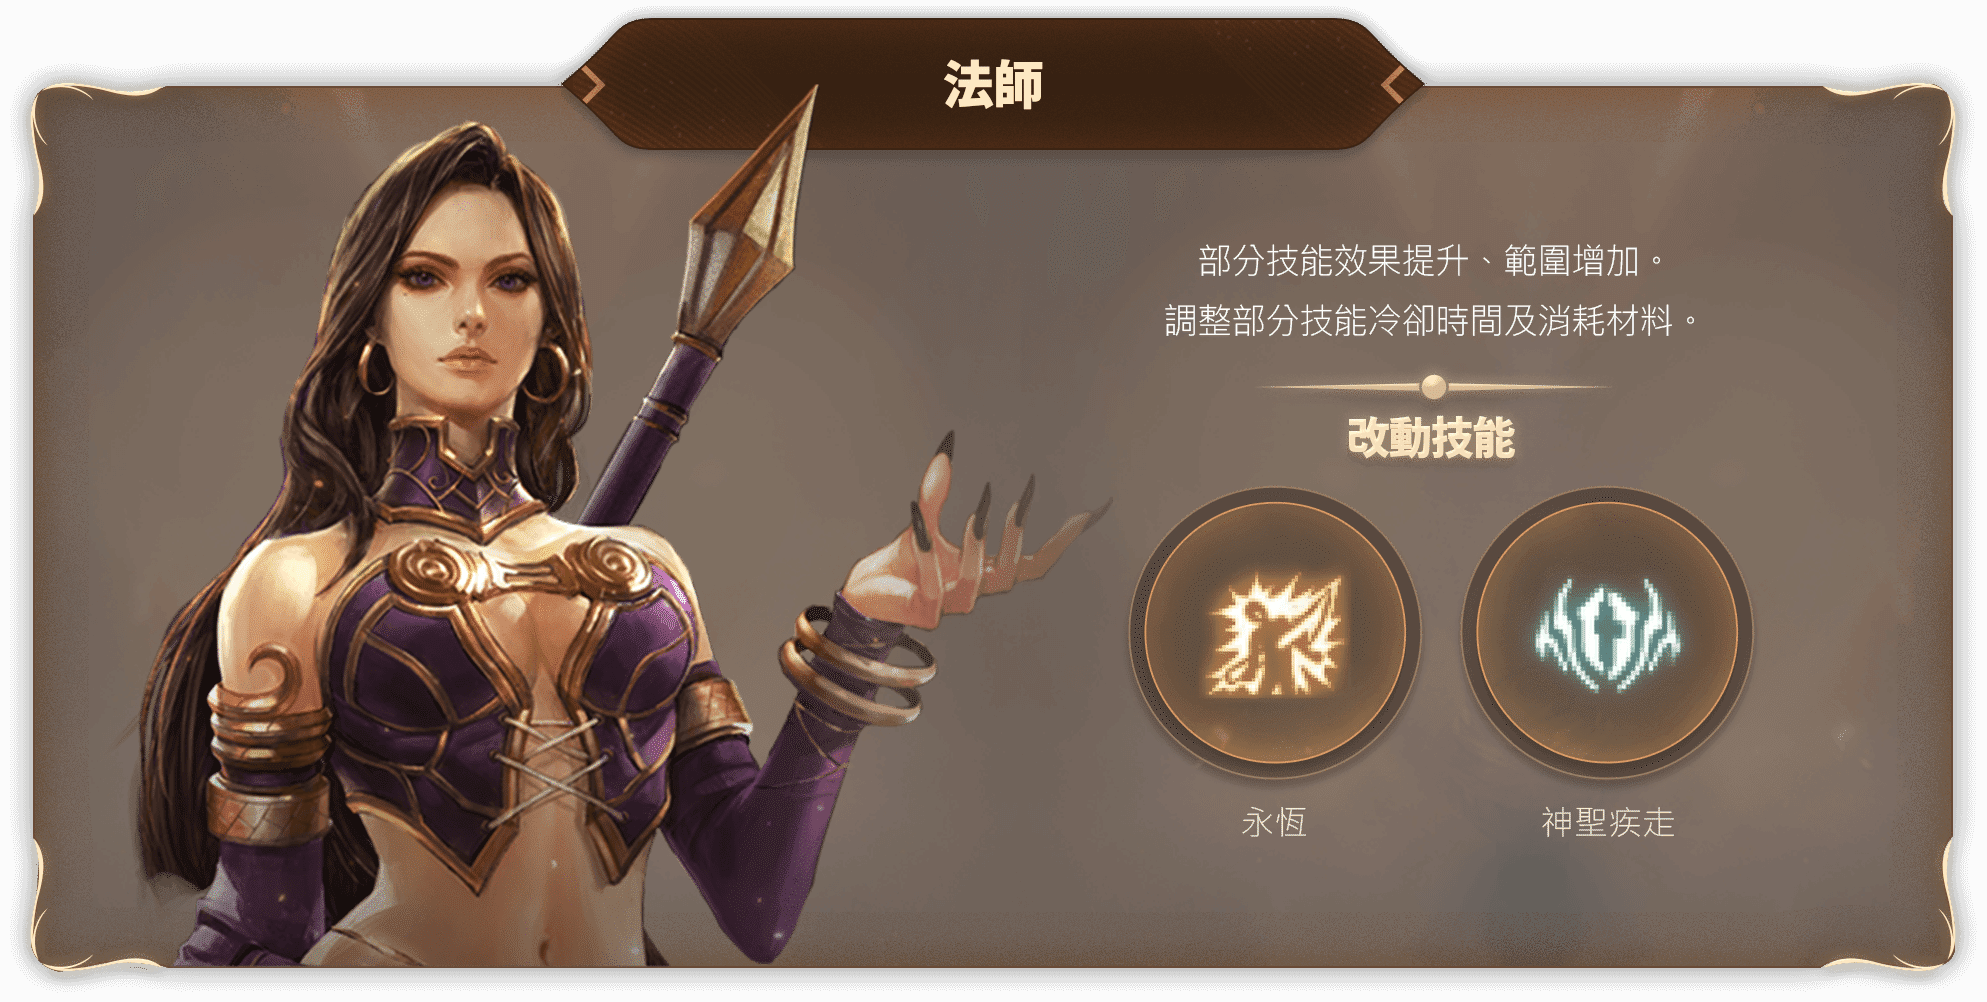 法師
部分技能效果提升、範圍增加。
調整部分技能冷卻時間及消耗材料。
改動技能
永恆
神聖疾走